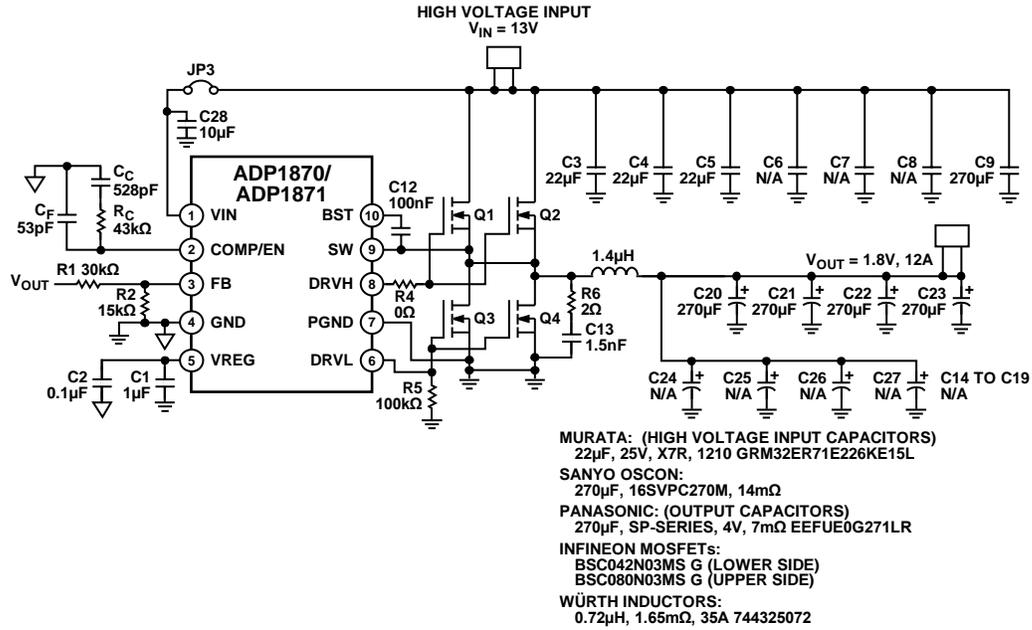 HIGH VOLTAGE INPUT
VIN = 13V
JP3
C28
10µF
ADP1870/
ADP1871
CC
528pF
CF
53pF
RC
43kΩ
1 VIN
BST 10
C12
100nF
2 COMP/EN
SW 9
VOUT
R1 30kΩ
3 FB
DRVH 8
R4
0Ω
R2
15kΩ
4 GND
PGND 7
5 VREG
DRVL 6
C2
0.1µF
C1
1µF
R5
100kΩ
Q1
Q2
Q3
Q4
C3
22µF
C4
22µF
C5
22µF
C6
N/A
C7
N/A
C8
N/A
C9
270µF
1.4µH
VOUT = 1.8V, 12A
R6
2Ω
C13
1.5nF
C20
270µF
+
C21
270µF
+
C22
270µF
+
C23
270µF
+
C24
N/A
+
C25
N/A
+
C26
N/A
+
C27
N/A
+
C14 TO C19
N/A
MURATA: (HIGH VOLTAGE INPUT CAPACITORS)
22µF, 25V, X7R, 1210 GRM32ER71E226KE15L
SANYO OSCON:
270µF, 16SVPC270M, 14mΩ
PANASONIC: (OUTPUT CAPACITORS)
270µF, SP-SERIES, 4V, 7mΩ EEFUE0G271LR
INFINEON MOSFETs:
BSC042N03MS G (LOWER SIDE)
BSC080N03MS G (UPPER SIDE)
WÜRTH INDUCTORS:
0.72µH, 1.65mΩ, 35A 744325072